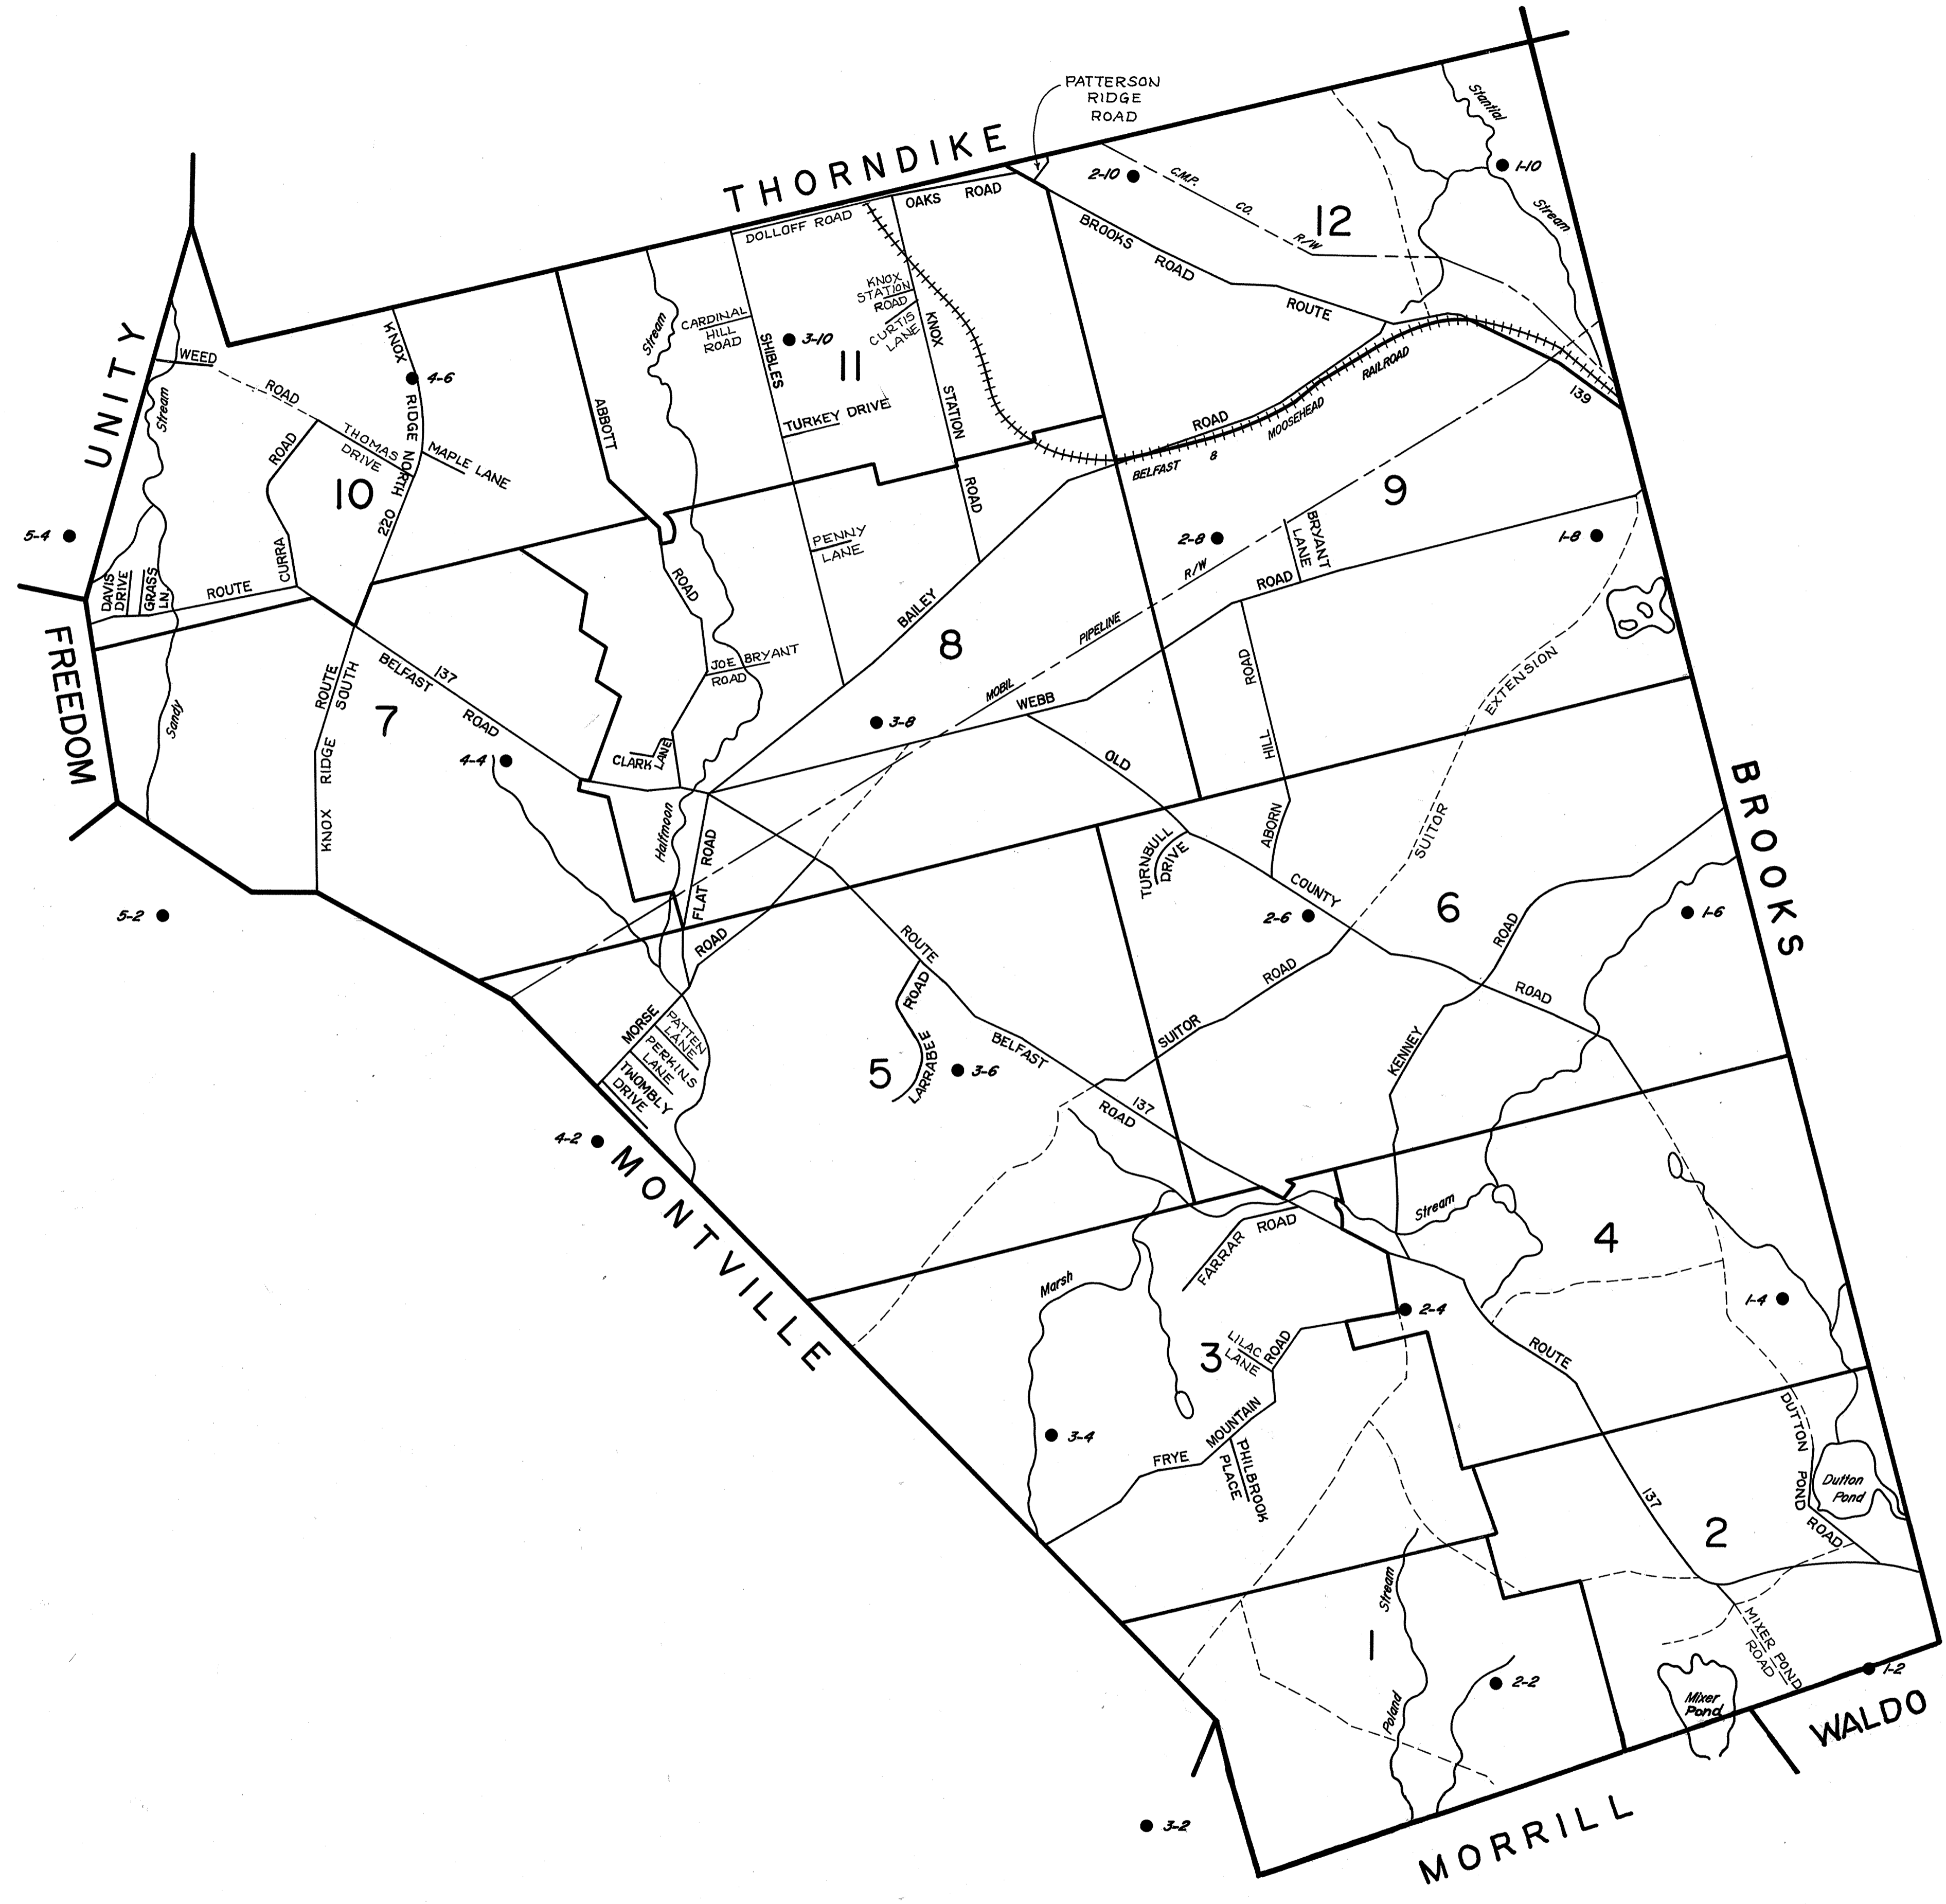 PATTERSON
RIDGE
ROAD
THORNDIKE
Stantial
Stream
1-10
2-10
C.M.P.
CO.
R/W
12
OAKS ROAD
DOLLOFF ROAD
BROOKS ROAD
ROUTE
139
UNITY
WEED
ROAD
Stream
KNOX
RIDGE
NORTH
220
4-6
THOMAS
DRIVE
MAPLE LANE
ROAD
CURRA
10
ABBOTT
Stream
CARDINAL
HILL
ROAD
SHIBLES
3-10
11
KNOX
STATION
ROAD
CURTIS
LANE
KNOX
STATION
ROAD
TURKEY DRIVE
RAILROAD
MOOSEHEAD
&
BELFAST
ROAD
9
5-4
DAVIS
DRIVE
GRASS
LN
ROUTE
FREEDOM
Sandy
ROUTE
SOUTH
RIDGE
KNOX
7
BELFAST
137
ROAD
4-4
ROAD
JOE BRYANT
ROAD
CLARK
LANE
PENNY
LANE
BAILEY
8
3-8
MOBIL
PIPELINE
R/W
2-8
BRYANT
LANE
ROAD
1-8
WEBB
OLD
ROAD
HILL
ABORN
EXTENSION
SUITOR
BROOKS
5-2
Halfmoon
ROAD
FLAT
ROAD
TURNBULL
DRIVE
COUNTY
2-6
6
1-6
ROAD
ROAD
KENNEY
ROAD
SUITOR
MORSE
PATTEN
LANE
PERKINS
LANE
TWOMBLY
DRIVE
ROUTE
ROAD
LARRABEE
5
3-6
BELFAST
137
ROAD
4-2
MONTVILLE
Stream
4
FARRAR ROAD
Marsh
2-4
1-4
LILAC
LANE
ROAD
3
ROUTE
3-4
MOUNTAIN
FRYE
PHILBROOK
PLACE
137
DUTTON
POND
ROAD
Dutton
Pond
2
Stream
1
Poland
2-2
MIXER POND
ROAD
1-2
Mixer
Pond
WALDO
3-2
MORRILL